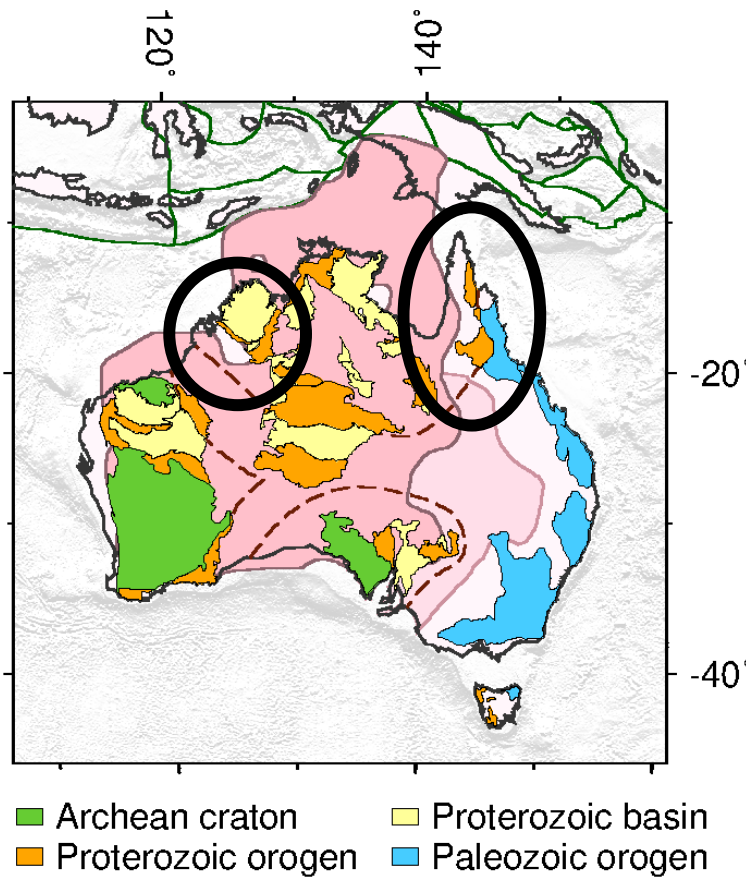 120°
140°
-20°
-40°
Archean craton
Proterozoic basin
Proterozoic orogen
Paleozoic orogen